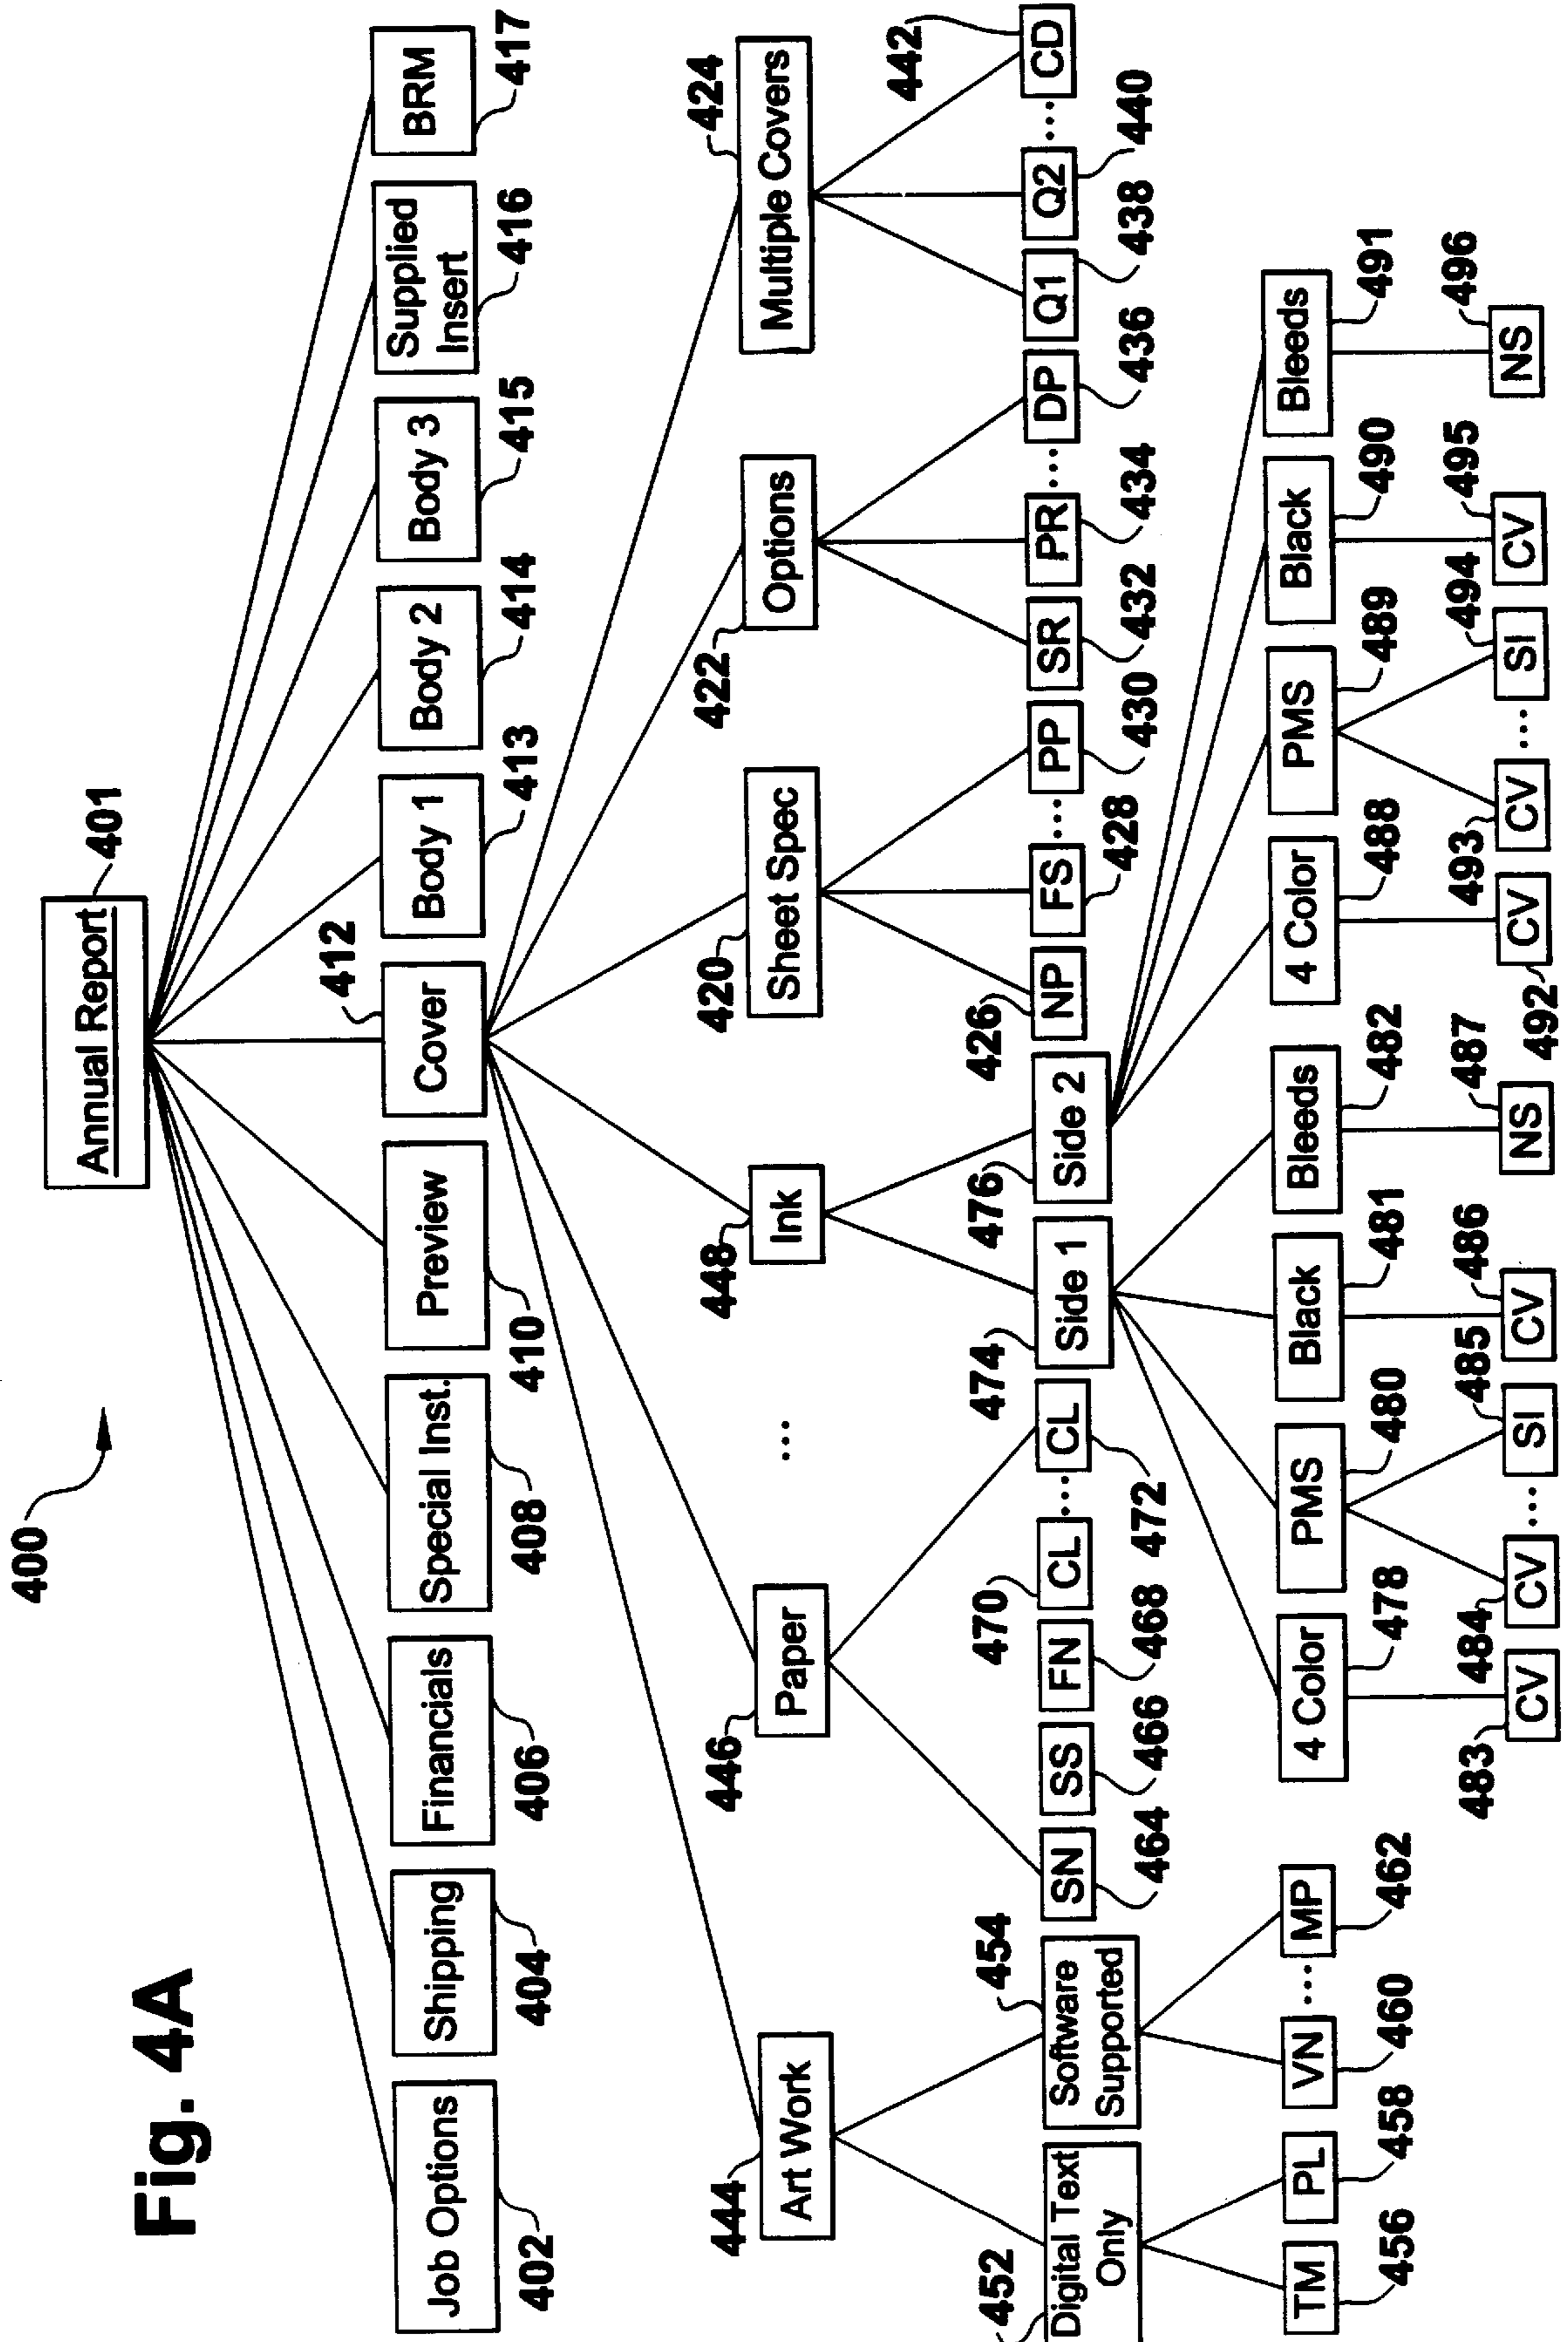 Fig. 4A
400
Annual Report
401
Job Options
402
Shipping
404
Financials
406
Special Inst.
408
Preview
410
Cover
412
Body 1
413
Body 2
414
Body 3
415
Supplied
Insert
416
BRM
417
Art Work
444
Paper
446
...
Ink
448
Sheet Spec
420
Options
422
Multiple Covers
424
Digital Text
Only
452
Software
Supported
454
SN
464
SS
466
FN
468
CL
470
...
CL
472
Side 1
474
Side 2
476
NP
426
FS
428
...
PP
430
SR
432
PR
434
...
DP
436
Q1
438
Q2
440
...
CD
442
TM
456
PL
458
VN
460
...
MP
462
4 Color
478
PMS
480
Black
481
Bleeds
482
4 Color
488
PMS
489
Black
490
Bleeds
491
CV
483
CV
484
...
SI
485
CV
486
NS
487
CV
492
CV
493
...
SI
494
CV
495
NS
496